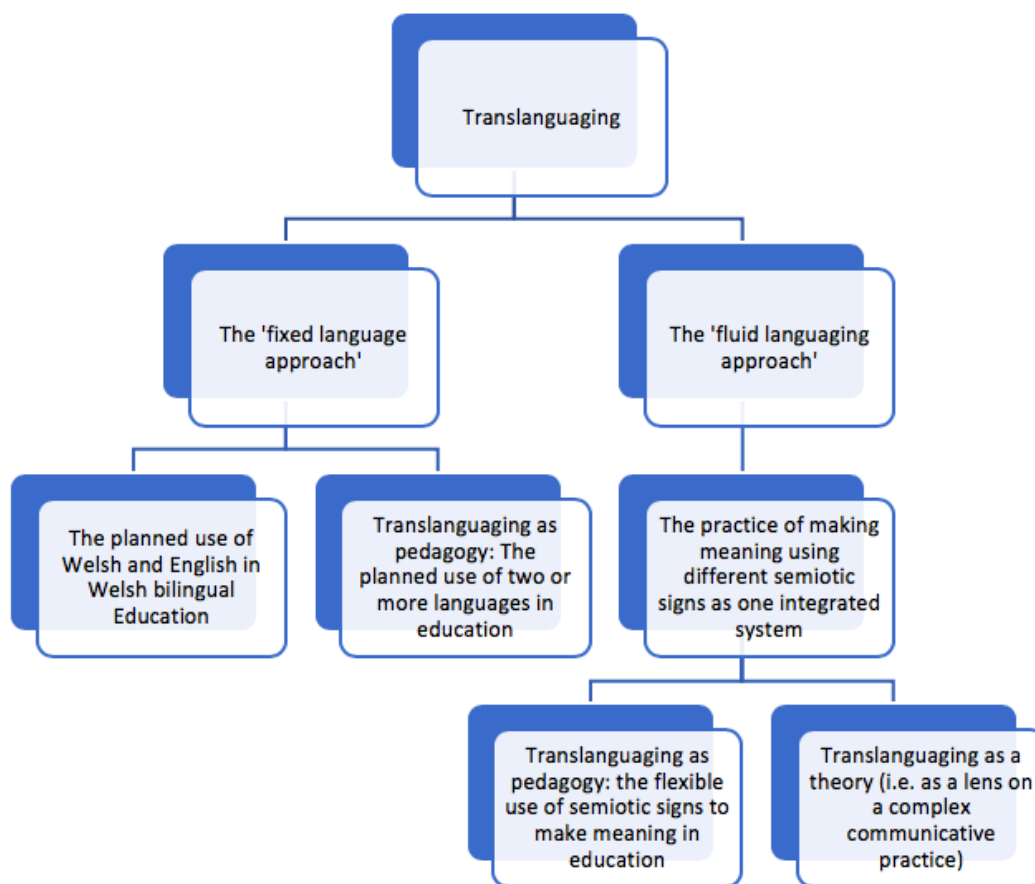 Translanguaging
The 'fixed language
approach'
The 'fluid languaging
approach'
The planned use of
Welsh and English in
Welsh bilingual
Education
Translanguaging as
pedagogy: The
planned use of two
or more languages in
education
The practice of making
meaning using
different semiotic
signs as one integrated
system
Translanguaging as
pedagogy: the flexible
use of semiotic signs to
make meaning in
education
Translanguaging as a
theory (i.e. as a lens on
a complex
communicative
practice)